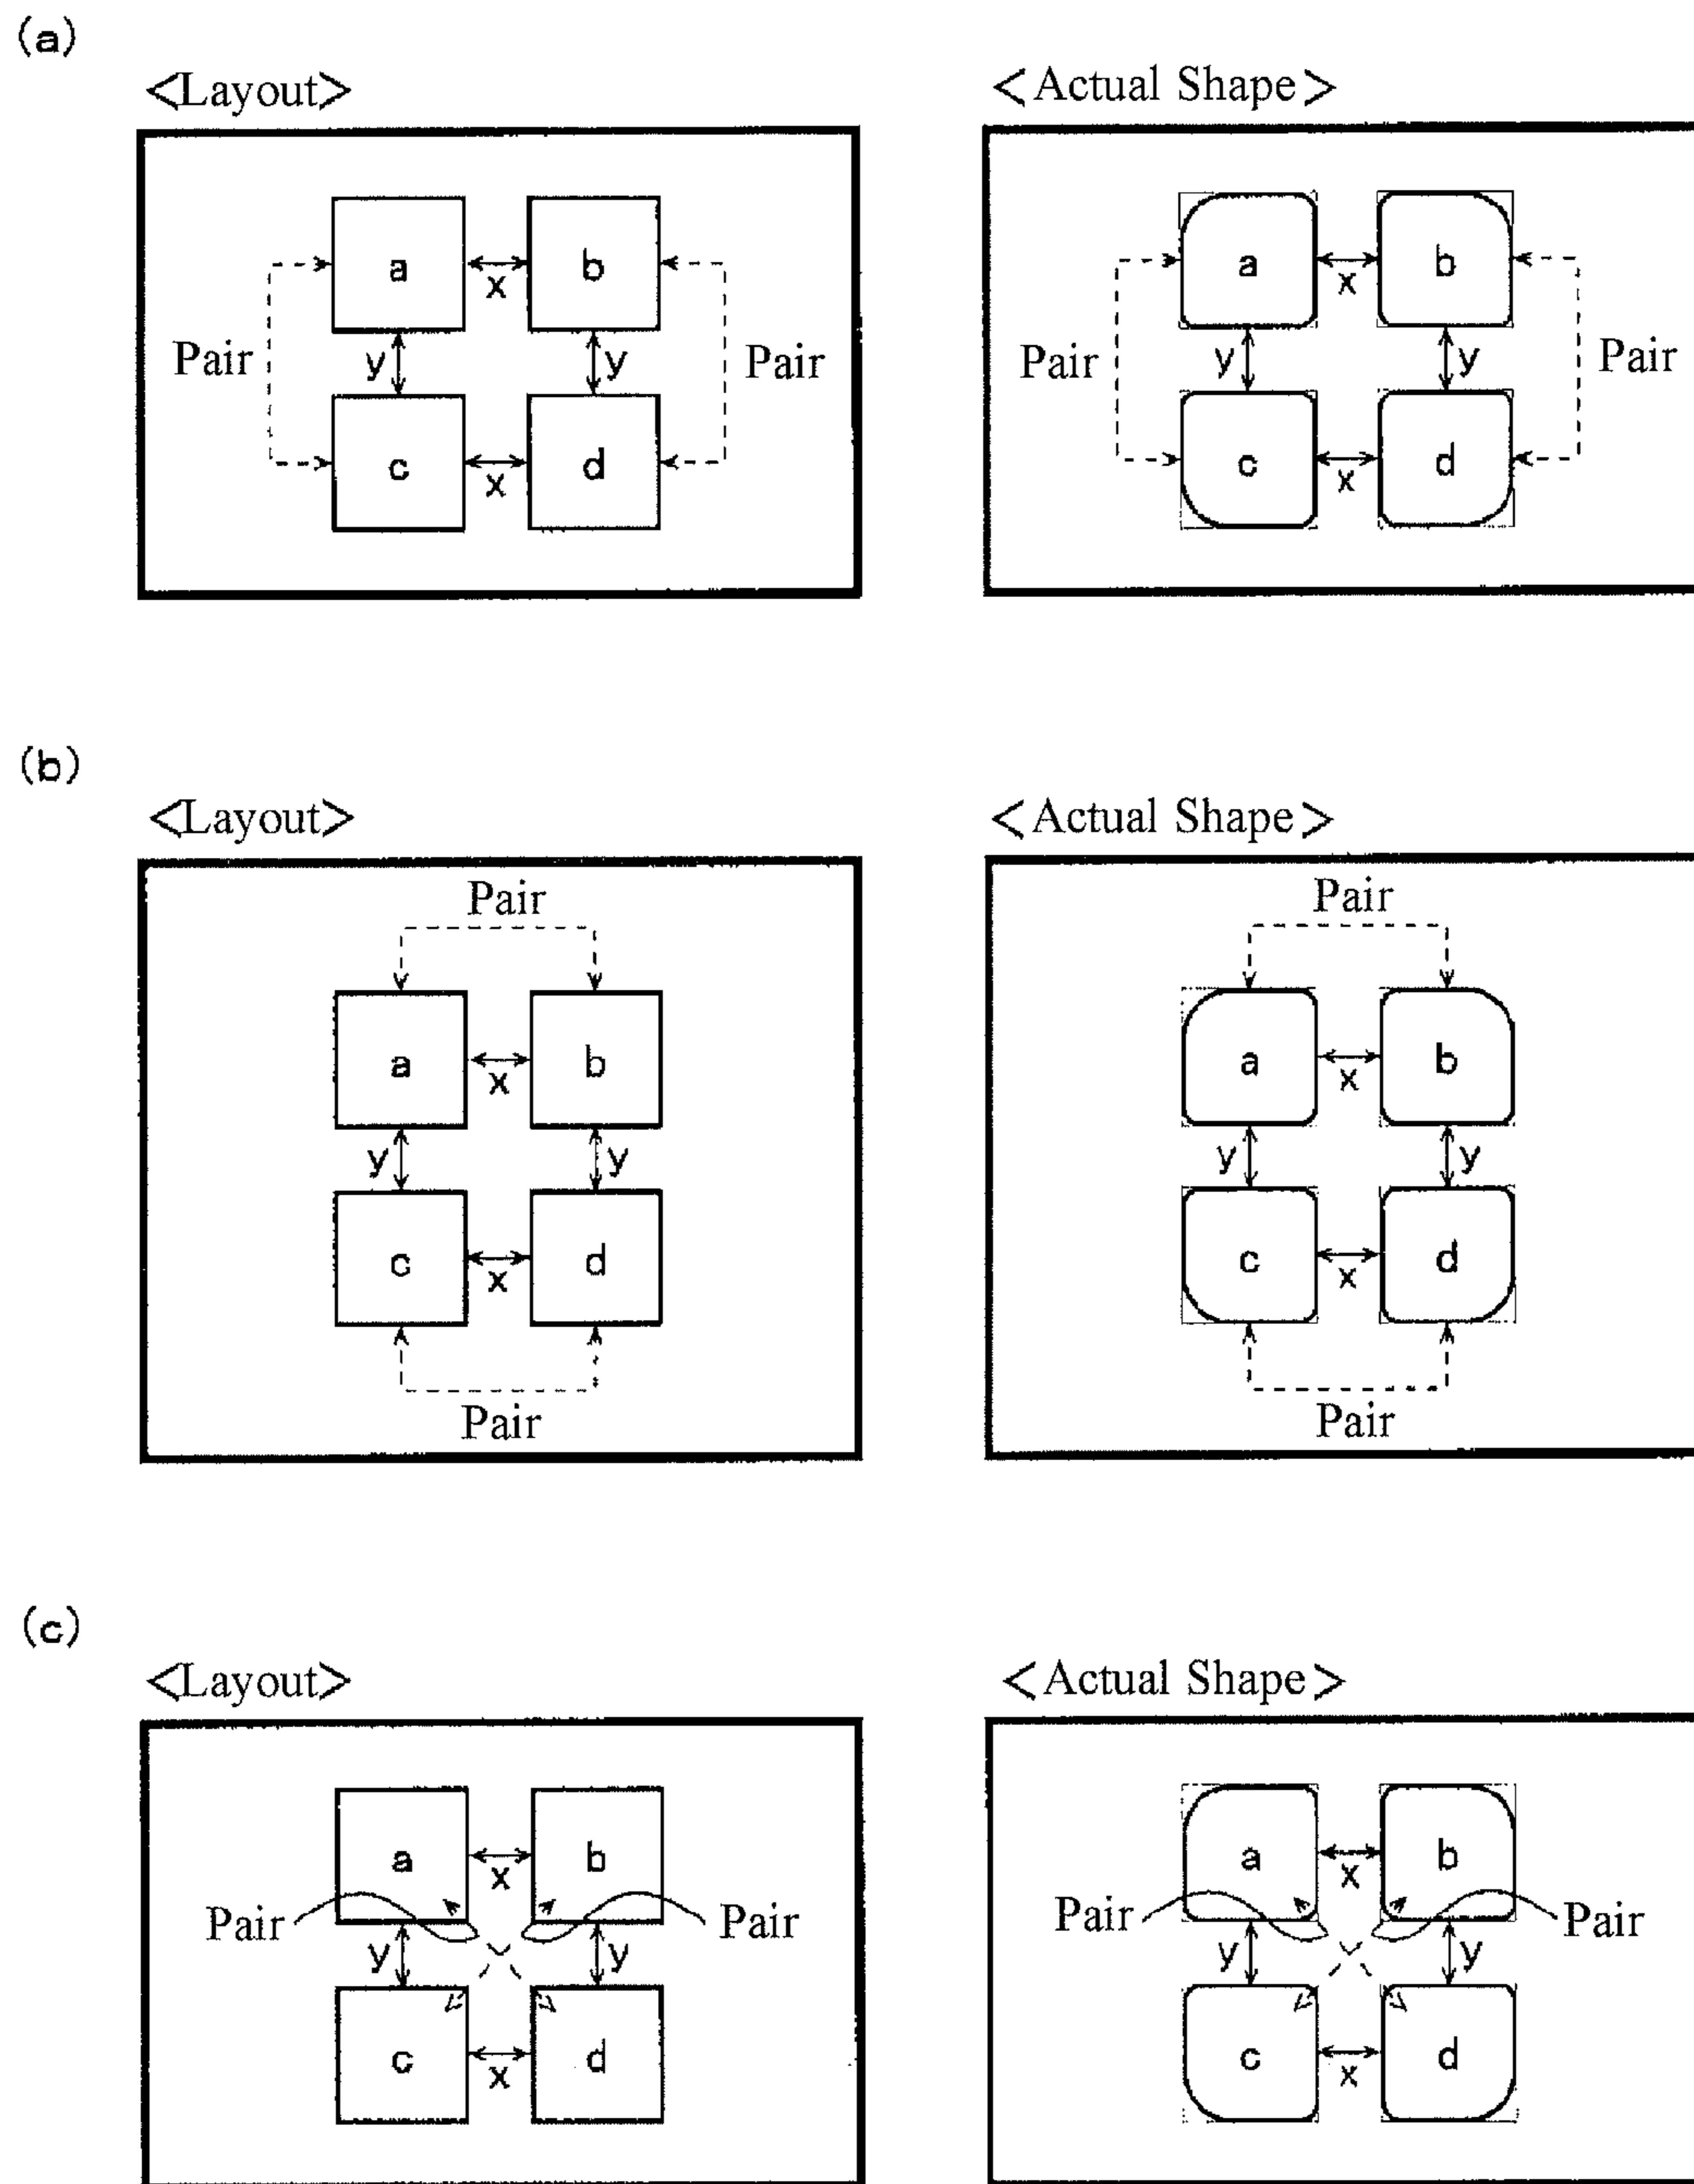 (a)
<Layout> <Actual Shape>
a x b a x b
Pair y y Pair Pair y y Pair
c x d c x d
(b)
<Layout> <Actual Shape>
Pair Pair
a x b a x b
y y y y
c x d c x d
Pair Pair
(c)
<Layout> <Actual Shape>
a x b a x b
Pair Pair Pair Pair
y y y y
c x d c x d